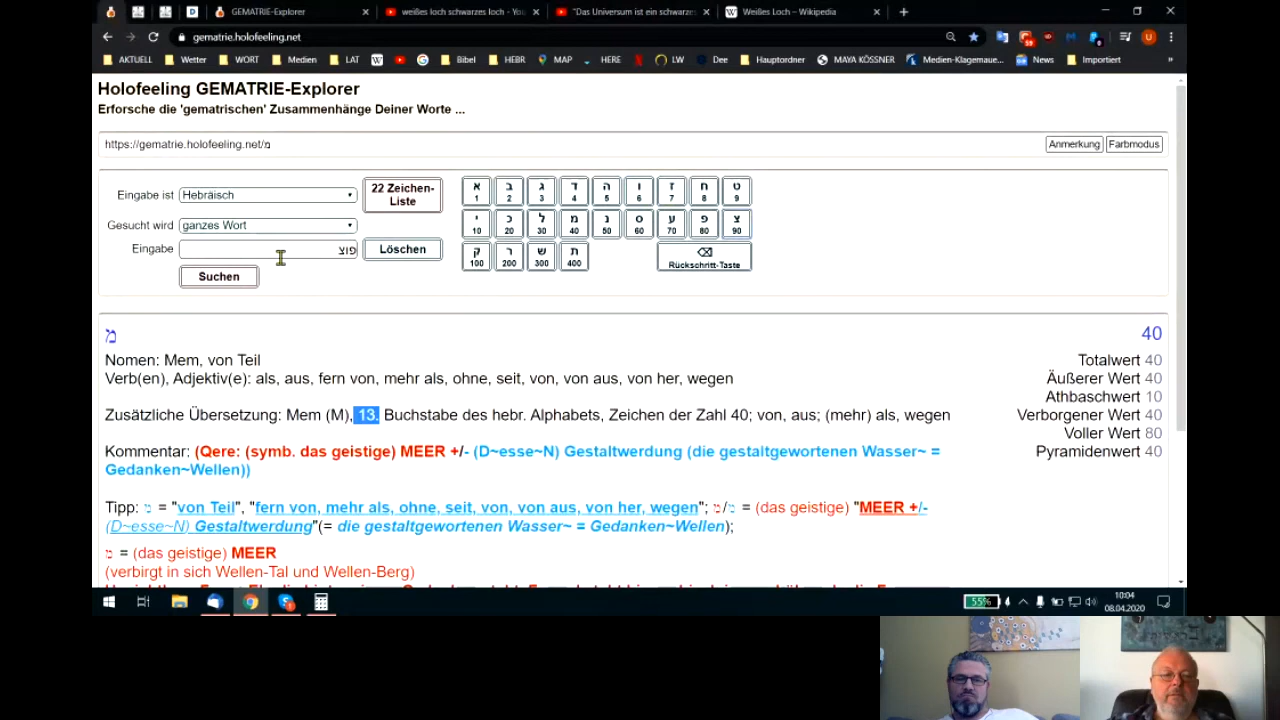 GEMATRIE-Explorer
weißes loch schwarzes loch - You
"Das Universum ist ein schwarzes
Weißes Loch – Wikipedia
gematrie.holofeeling.net
AKTUELL Wetter WORT Medien LAT Bibel HEBR MAP HERE LW Dee Hauptordner MAYA KÖSSNER Medien-Klagemaue... News Importiert »
Holofeeling GEMATRIE-Explorer
Erforsche die 'gematrischen' Zusammenhänge Deiner Worte ...
https://gematrie.holofeeling.net/מ
Anmerkung Farbmodus
Eingabe ist Hebräisch
22 Zeichen-
Liste
Gesucht wird ganzes Wort
Eingabe פוצ Löschen
Suchen
א ב ג ד ה ו ז ח ט
1 2 3 4 5 6 7 8 9
י כ ל מ נ ס ע פ צ
10 20 30 40 50 60 70 80 90
ק ר ש ת
100 200 300 400
Rückschritt-Taste
מ 40
Nomen: Mem, von Teil
Verb(en), Adjektiv(e): als, aus, fern von, mehr als, ohne, seit, von, von aus, von her, wegen
Zusätzliche Übersetzung: Mem (M), 13. Buchstabe des hebr. Alphabets, Zeichen der Zahl 40; von, aus; (mehr) als, wegen
Totalwert 40
Äußerer Wert 40
Athbaschwert 10
Verborgener Wert 40
Voller Wert 80
Pyramidenwert 40
Kommentar: (Qere: (symb. das geistige) MEER +/- (D~esse~N) Gestaltwerdung (die gestaltgewortenen Wasser~ =
Gedanken~Wellen))
Tipp: מ = "von Teil", "fern von, mehr als, ohne, seit, von, von aus, von her, wegen"; מ/מ = (das geistige) "MEER +/-
(D~esse~N) Gestaltwerdung"(= die gestaltgewortenen Wasser~ = Gedanken~Wellen);
מ = (das geistige) MEER
(verbirgt in sich Wellen-Tal und Wellen-Berg)
55%
10:04
08.04.2020